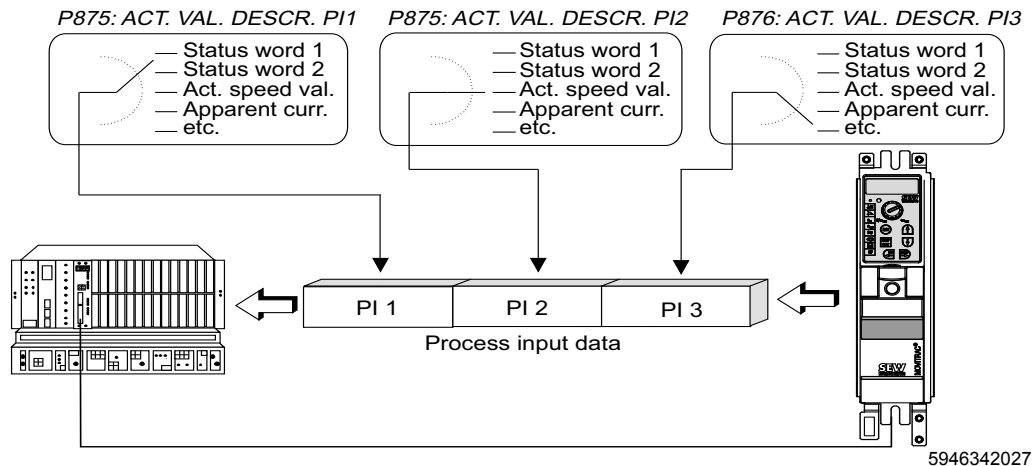 P875: ACT. VAL. DESCR. PI1
Status word 1
Status word 2
Act. speed val.
Apparent curr.
etc.
P875: ACT. VAL. DESCR. PI2
Status word 1
Status word 2
Act. speed val.
Apparent curr.
etc.
P876: ACT. VAL. DESCR. PI3
Status word 1
Status word 2
Act. speed val.
Apparent curr.
etc.
PI 1
PI 2
PI 3
Process input data
SEW
MOVITRAC®
5946342027